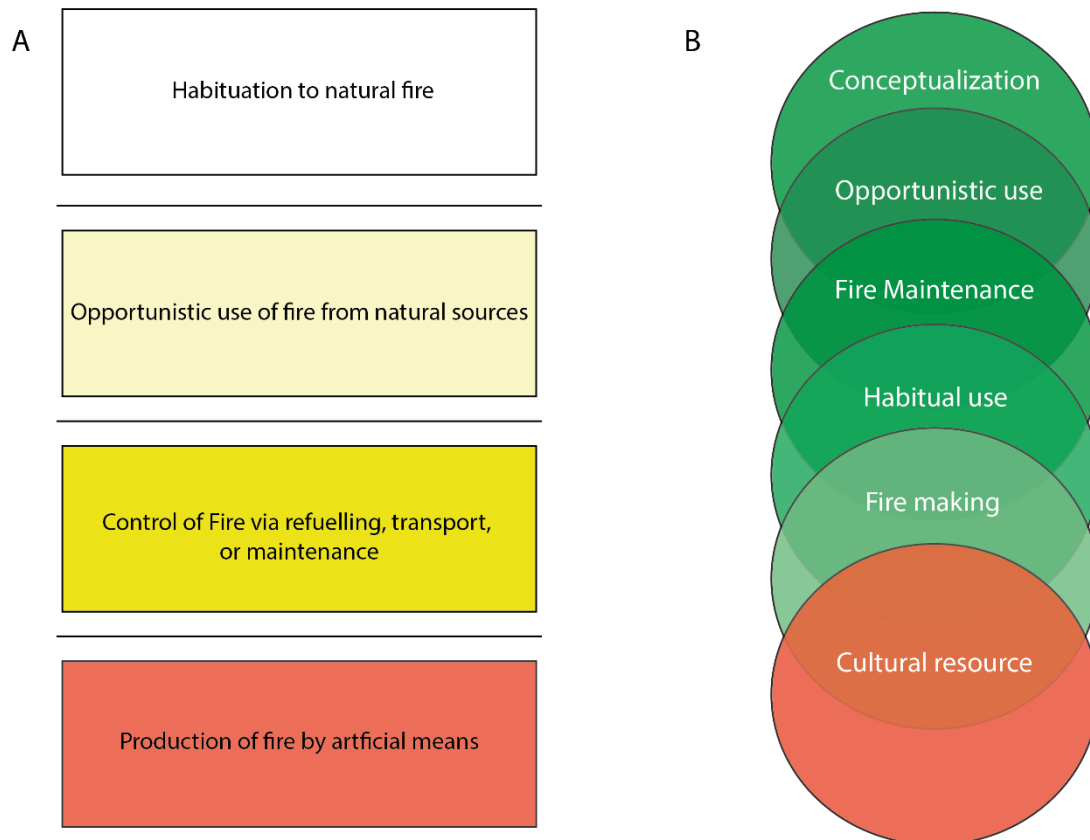 A
Habituation to natural fire
Opportunistic use of fire from natural sources
Control of Fire via refuelling, transport,
or maintenance
Production of fire by artficial means
B
Conceptualization
Opportunistic use
Fire Maintenance
Habitual use
Fire making
Cultural resource